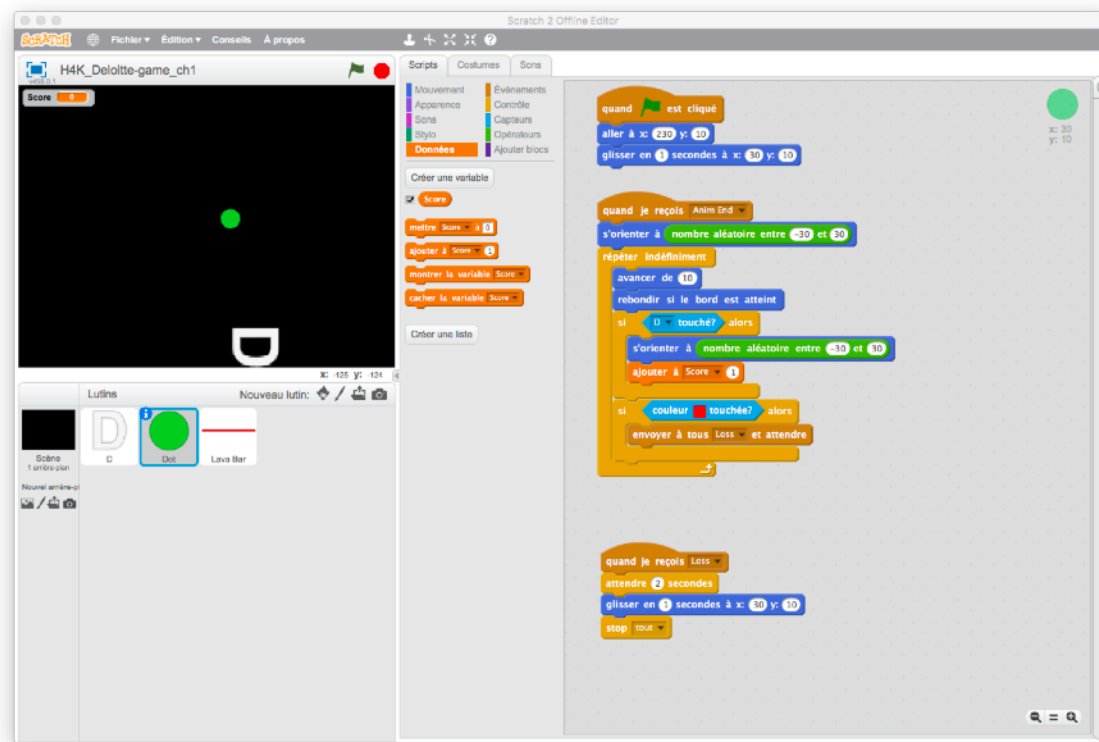 Scratch 2 Offline Editor
SCRATCH Fichier Édition Conseils À propos
H4K_Deloitte-game_ch1
Score 0
x: -125 y: -124
Lutins Nouveau lutin:
Scène
1 arrière-plan
Nouvel arrière-pl
D
Dot
Lava Bar
Scripts Costumes Sons
Mouvement Évènements
Apparence Contrôle
Sons Capteurs
Stylo Opérateurs
Données Ajouter blocs
Créer une variable
Score
mettre Score à 0
ajouter à Score 1
montrer la variable Score
cacher la variable Score
Créer une liste
quand est cliqué
aller à x: 230 y: 10
glisser en 1 secondes à x: 30 y: 10
quand je reçois Anim End
s'orienter à nombre aléatoire entre -30 et 30
répéter indéfiniment
avancer de 10
rebondir si le bord est atteint
si D touché? alors
s'orienter à nombre aléatoire entre -30 et 30
ajouter à Score 1
si couleur touchée? alors
envoyer à tous Loss et attendre
quand je reçois Loss
attendre 2 secondes
glisser en 1 secondes à x: 30 y: 10
stop tout
x: 30
y: 10